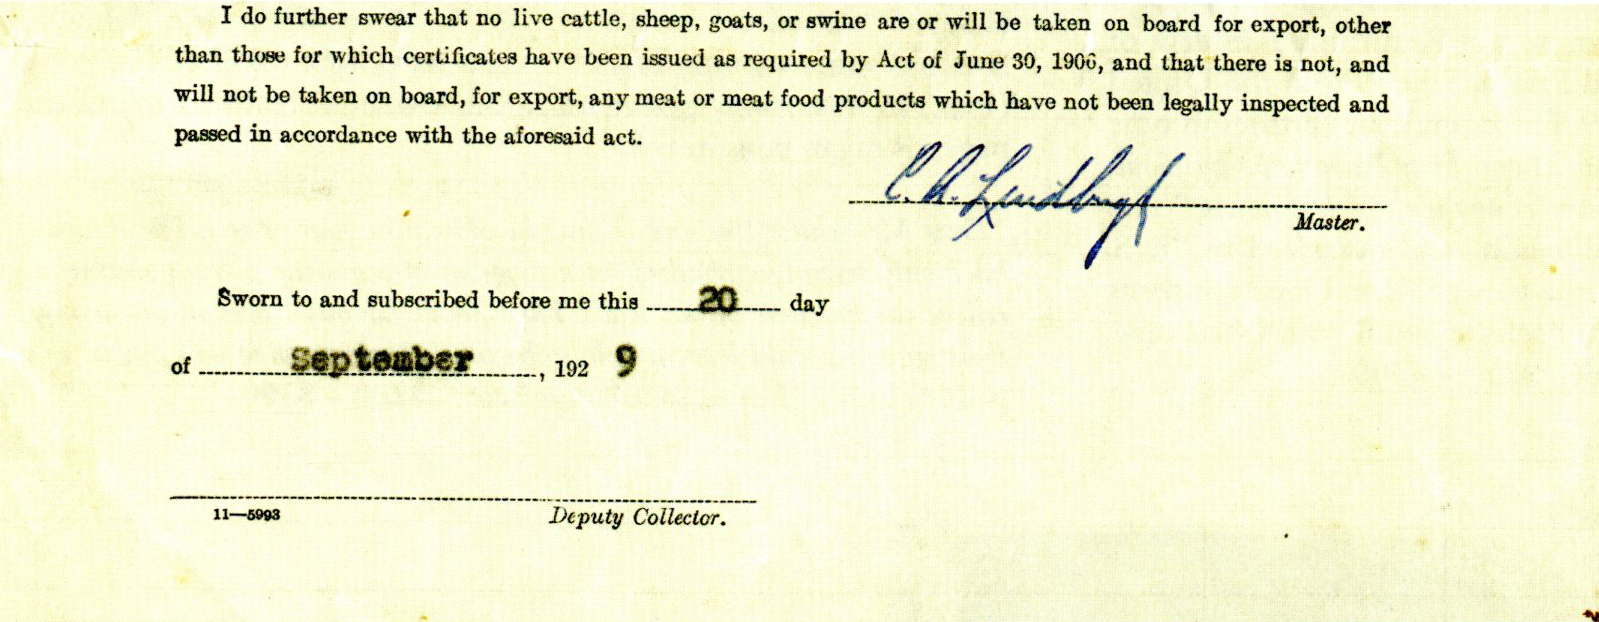 I do further swear that no live cattle, sheep, goats, or swine are or will be taken on board for export, other
than those for which certificates have been issued as required by Act of June 30, 1906, and that there is not, and
will not be taken on board, for export, any meat or meat food products which have not been legally inspected and
passed in accordance with the aforesaid act.
C. A. Lindbergh
Master.
Sworn to and subscribed before me this 20 day
of September, 192 9
11—5993 Deputy Collector.